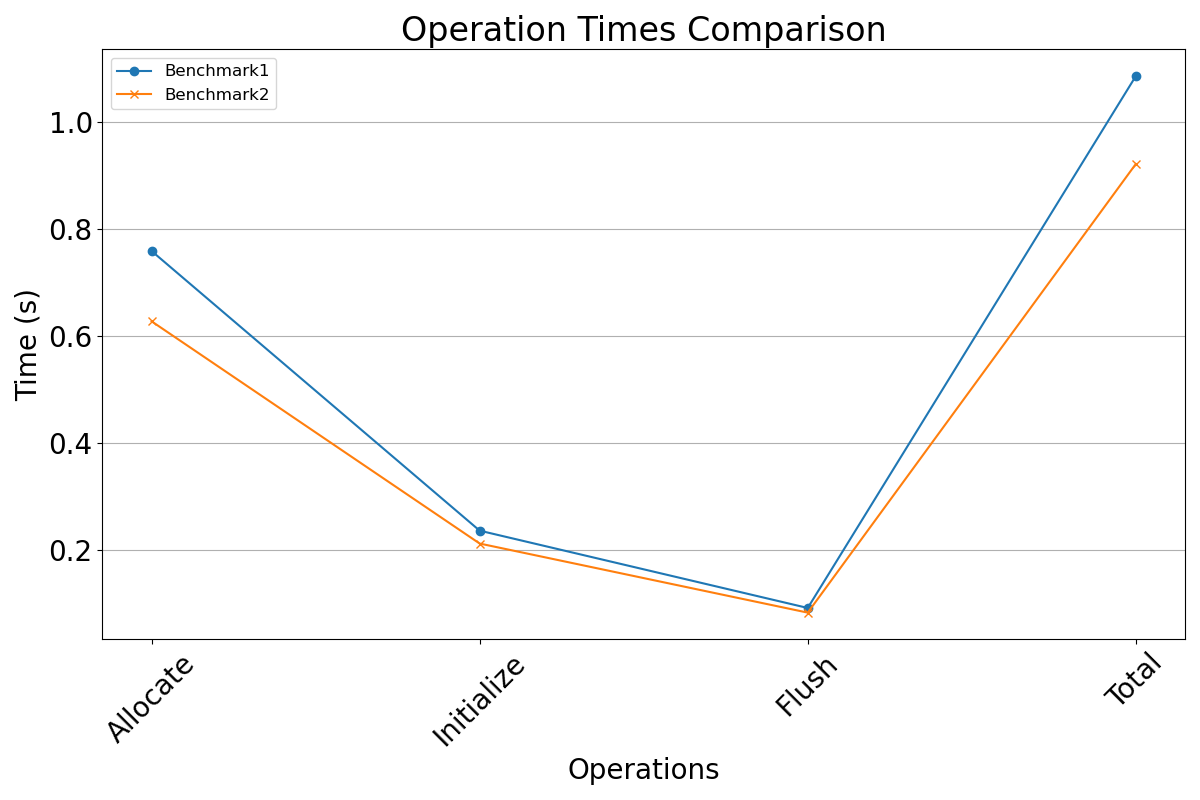 Operation Times Comparison
Benchmark1
Benchmark2
1.0
0.8
0.6
0.4
0.2
Time (s)
Allocate
Initialize
Flush
Total
Operations